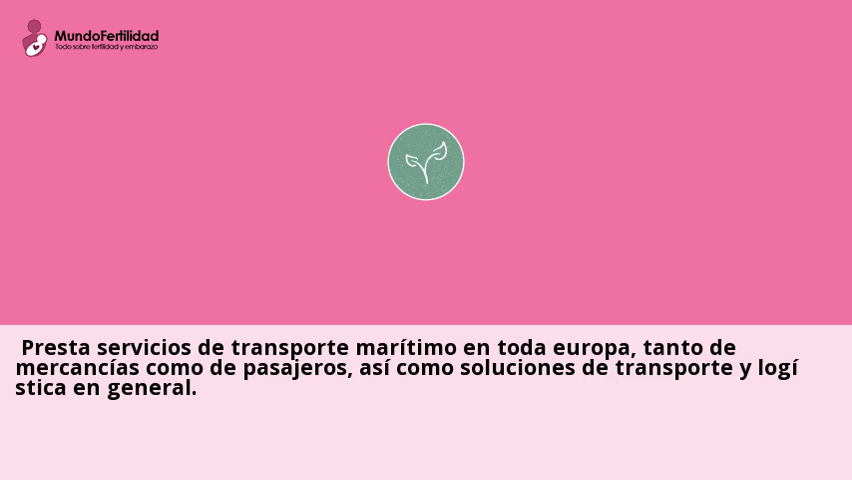 MundoFertilidad
Todo sobre fertilidad y embarazo
Presta servicios de transporte marítimo en toda europa, tanto de
mercancías como de pasajeros, así como soluciones de transporte y logí
stica en general.